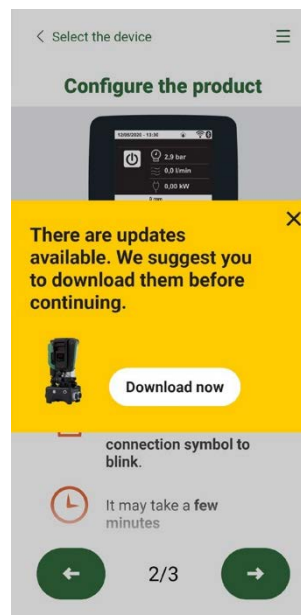 Select the device
Configure the product
12/05/2020 - 13:36
2,9 bar
0,0 l/min
0,00 kW
There are updates
available. We suggest you
to download them before
continuing.
Download now
connection symbol to
blink.
It may take a few
minutes
2/3